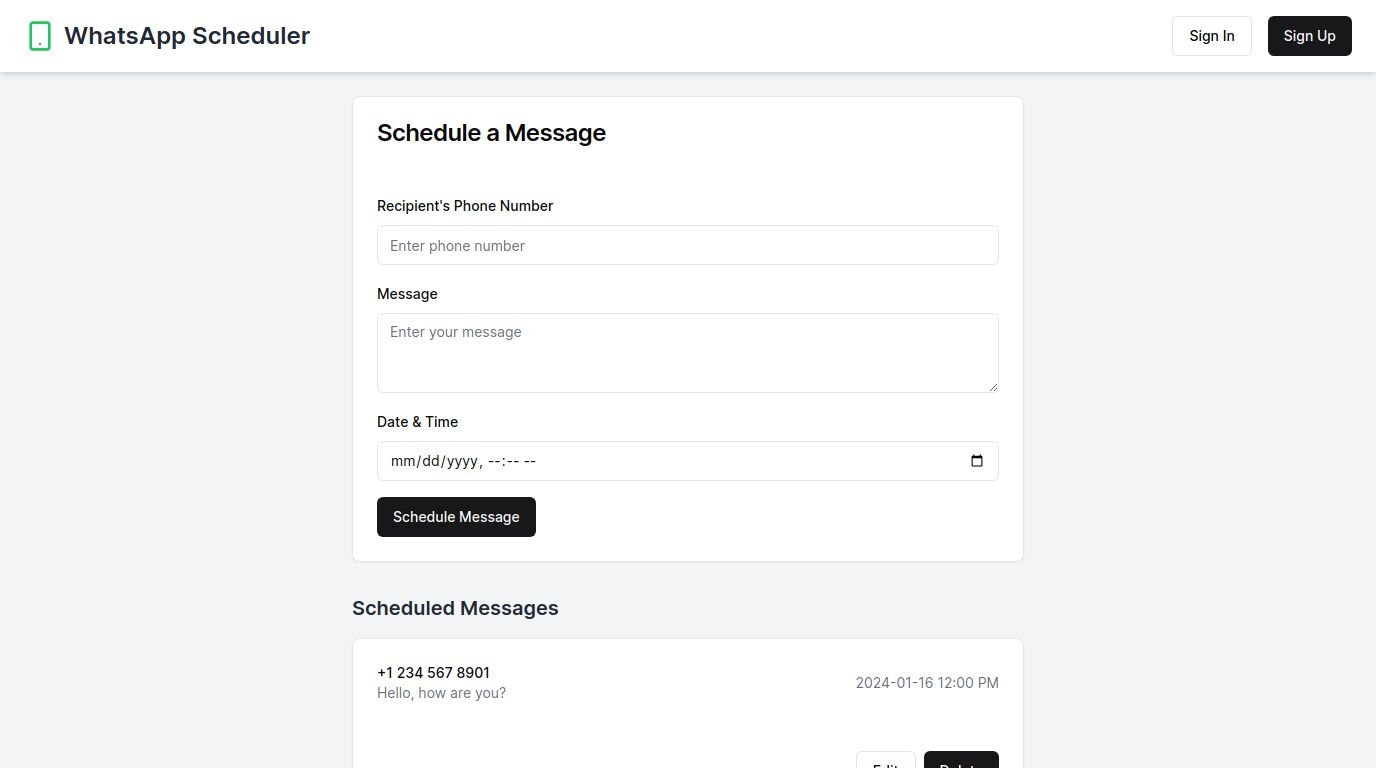 WhatsApp Scheduler
Sign In
Sign Up
Schedule a Message
Recipient's Phone Number
Enter phone number
Message
Enter your message
Date & Time
mm/dd/yyyy, --:-- --
Schedule Message
Scheduled Messages
+1 234 567 8901
Hello, how are you?
2024-01-16 12:00 PM
Edit
Delete